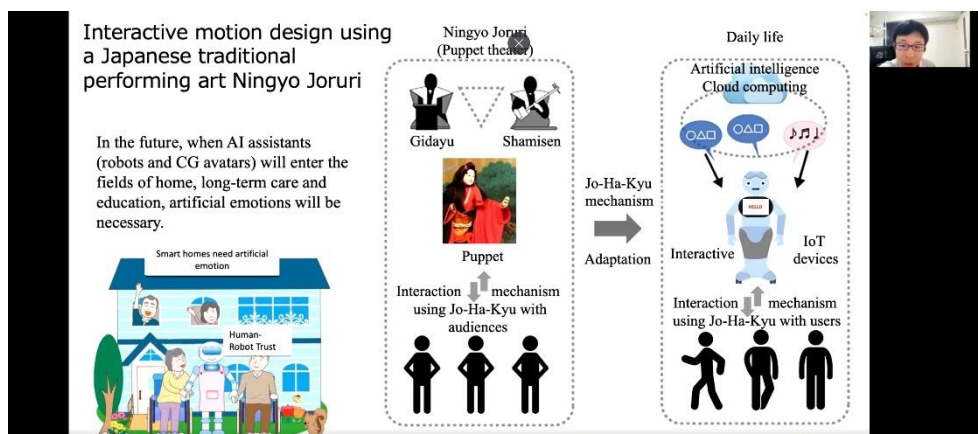 Interactive motion design using
a Japanese traditional
performing art Ningyo Joruri
In the future, when AI assistants
(robots and CG avatars) will enter the
fields of home, long-term care and
education, artificial emotions will be
necessary.
Smart homes need artificial
emotion
Human-
Robot Trust
Ningyo Joruri
(Puppet theater)
Gidayu
Shamisen
Puppet
Interaction mechanism
using Jo-Ha-Kyu with
audiences
Jo-Ha-Kyu
mechanism
Adaptation
Daily life
Artificial intelligence
Cloud computing
○△□
○△□
♪♫♩
HELLO
Interactive
IoT
devices
Interaction mechanism
using Jo-Ha-Kyu with users